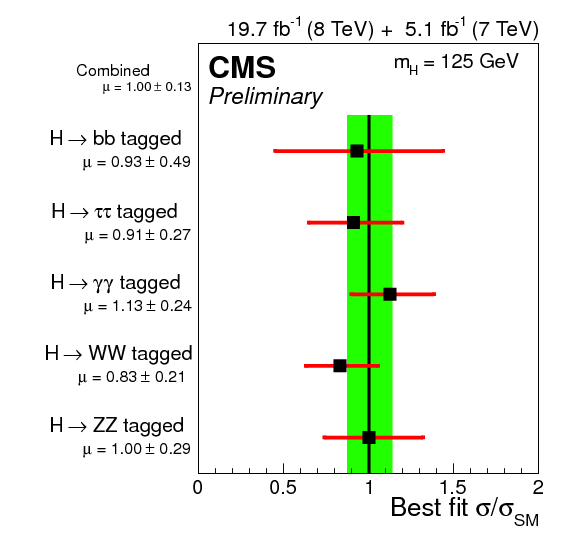 19.7 fb⁻¹ (8 TeV) + 5.1 fb⁻¹ (7 TeV)
CMS
Preliminary
m_H = 125 GeV
Combined
μ = 1.00 ± 0.13
H → bb tagged
μ = 0.93 ± 0.49
H → ττ tagged
μ = 0.91 ± 0.27
H → γγ tagged
μ = 1.13 ± 0.24
H → WW tagged
μ = 0.83 ± 0.21
H → ZZ tagged
μ = 1.00 ± 0.29
0 0.5 1 1.5 2
Best fit σ/σ_SM